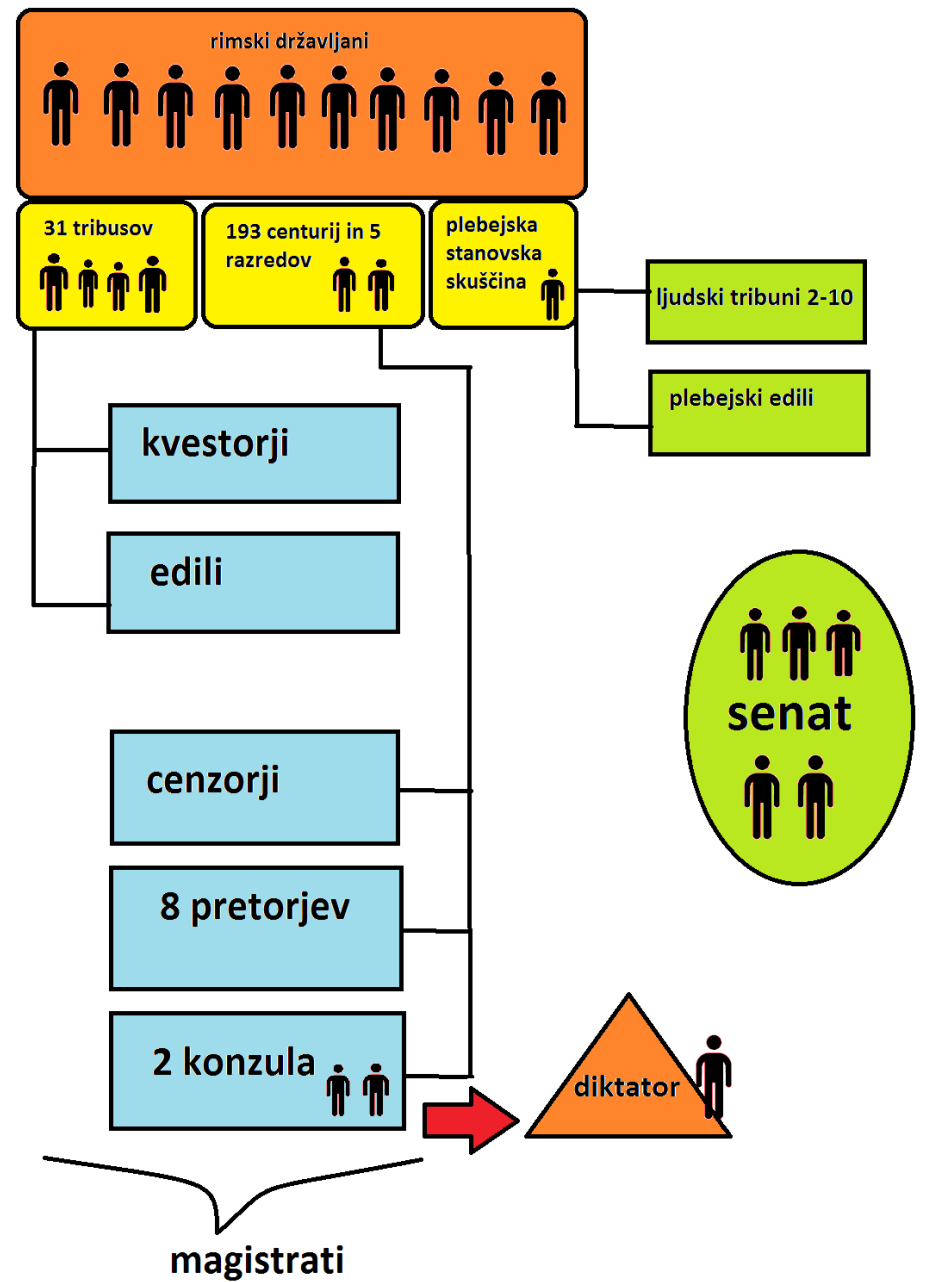 rimski državljani
31 tribusov
193 centurij in 5
razredov
plebejska
stanovska
skuščina
ljudski tribuni 2-10
plebejski edili
kvestorji
edili
senat
cenzorji
8 pretorjev
2 konzula
diktator
magistrati